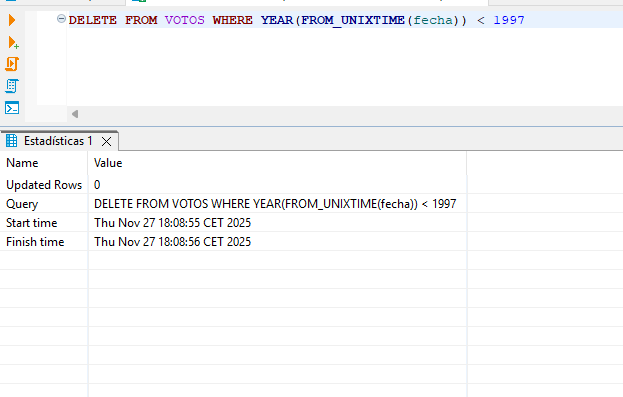 DELETE FROM VOTOS WHERE YEAR(FROM_UNIXTIME(fecha)) < 1997
Estadísticas 1
Name Value
Updated Rows 0
Query DELETE FROM VOTOS WHERE YEAR(FROM_UNIXTIME(fecha)) < 1997
Start time Thu Nov 27 18:08:55 CET 2025
Finish time Thu Nov 27 18:08:56 CET 2025